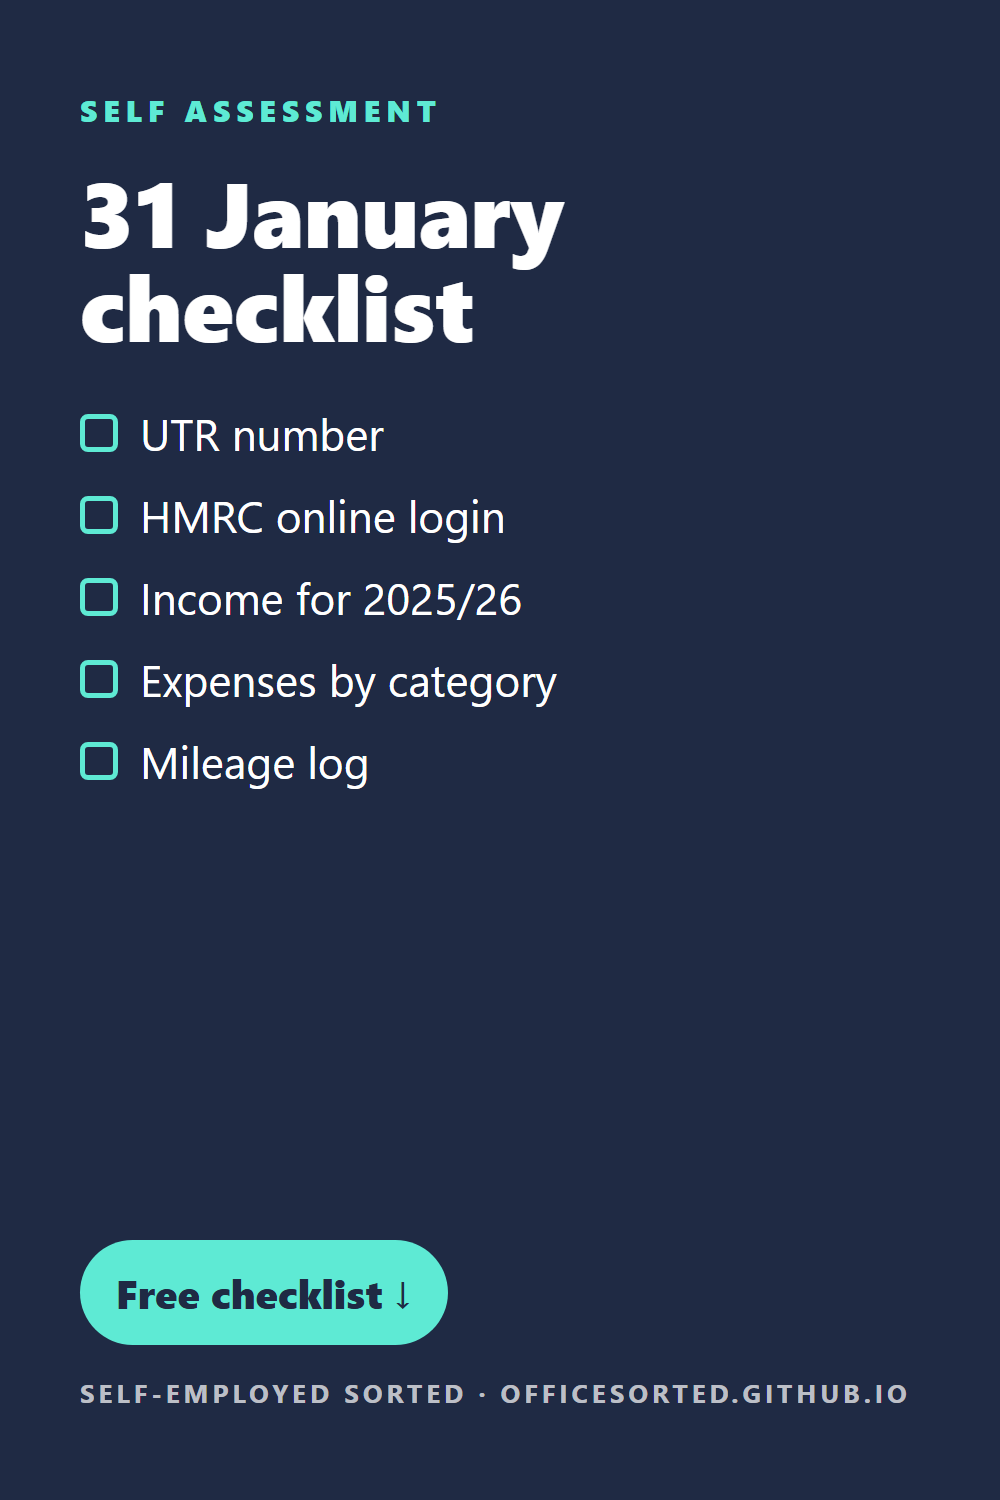 SELF ASSESSMENT
31 January
checklist
UTR number
HMRC online login
Income for 2025/26
Expenses by category
Mileage log
Free checklist ↓
SELF-EMPLOYED SORTED · OFFICESORTED.GITHUB.IO